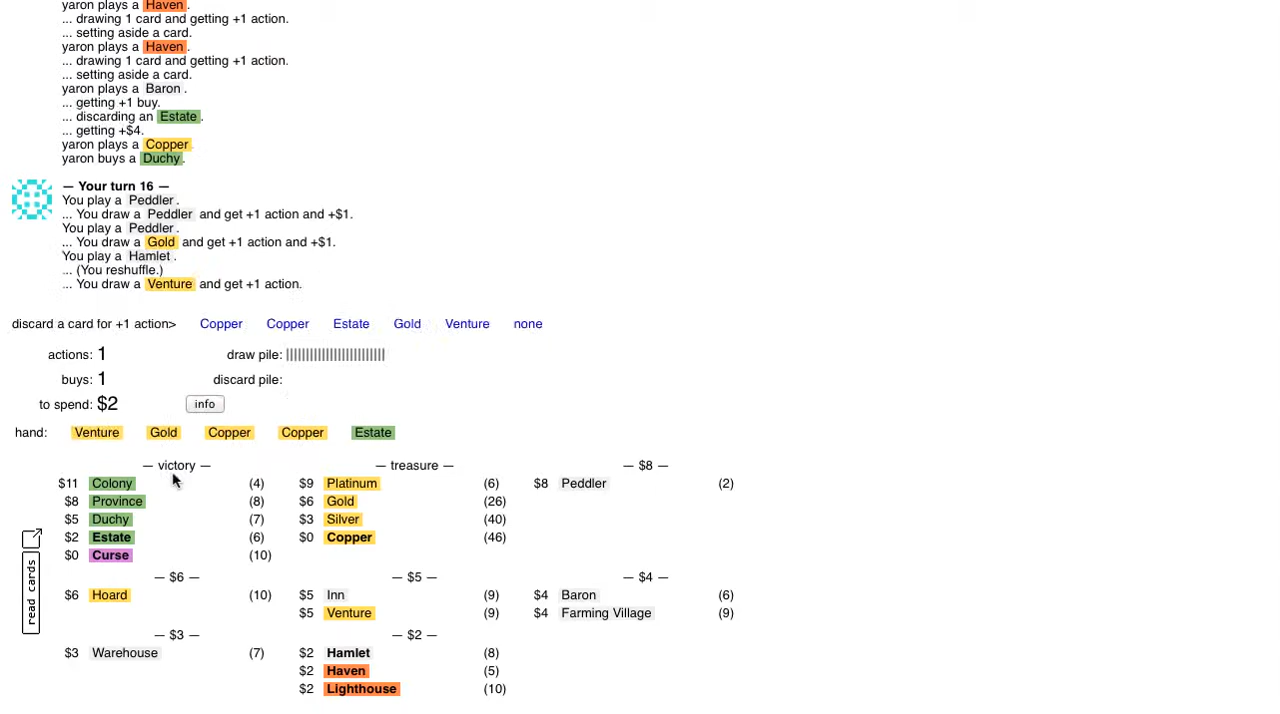 yaron plays a Haven.
... drawing 1 card and getting +1 action.
... setting aside a card.
yaron plays a Haven.
... drawing 1 card and getting +1 action.
... setting aside a card.
yaron plays a Baron.
... getting +1 buy.
... discarding an Estate.
... getting +$4.
yaron plays a Copper.
yaron buys a Duchy.
— Your turn 16 —
You play a Peddler.
... You draw a Peddler and get +1 action and +$1.
You play a Peddler.
... You draw a Gold and get +1 action and +$1.
You play a Hamlet.
... (You reshuffle.)
... You draw a Venture and get +1 action.
discard a card for +1 action> Copper Copper Estate Gold Venture none
actions: 1 draw pile:
buys: 1 discard pile:
to spend: $2 info
hand: Venture Gold Copper Copper Estate
— victory — — treasure — — $8 —
$11 Colony (4) $9 Platinum (6) $8 Peddler (2)
$8 Province (8) $6 Gold (26)
$5 Duchy (7) $3 Silver (40)
$2 Estate (6) $0 Copper (46)
$0 Curse (10)
— $6 — — $5 — — $4 —
$6 Hoard (10) $5 Inn (9) $4 Baron (6)
$5 Venture (9) $4 Farming Village (9)
— $3 — — $2 —
$3 Warehouse (7) $2 Hamlet (8)
$2 Haven (5)
$2 Lighthouse (10)
read cards